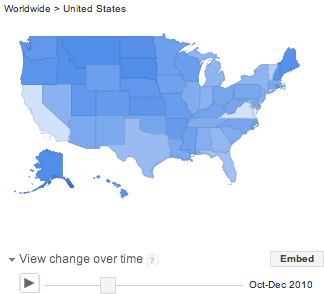 Worldwide > United States
View change over time ?
Embed
Oct-Dec 2010